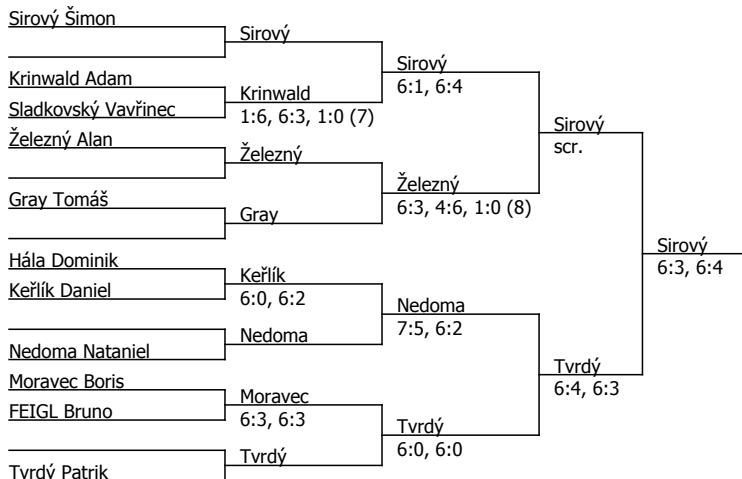 Sirový Šimon
Sirový
Krinwald Adam
Sirový
6:1, 6:4
Krinwald
1:6, 6:3, 1:0 (7)
Sladkovský Vavřinec
Železný Alan
Železný
Sirový
scr.
Gray Tomáš
Železný
6:3, 4:6, 1:0 (8)
Gray
Hála Dominik
Keřlík
6:0, 6:2
Keřlík Daniel
Sirový
6:3, 6:4
Nedoma
7:5, 6:2
Nedoma
Nedoma Nataniel
Moravec Boris
Moravec
6:3, 6:3
FEIGL Bruno
Tvrdý
6:4, 6:3
Tvrdý
6:0, 6:0
Tvrdý
Tvrdý Patrik